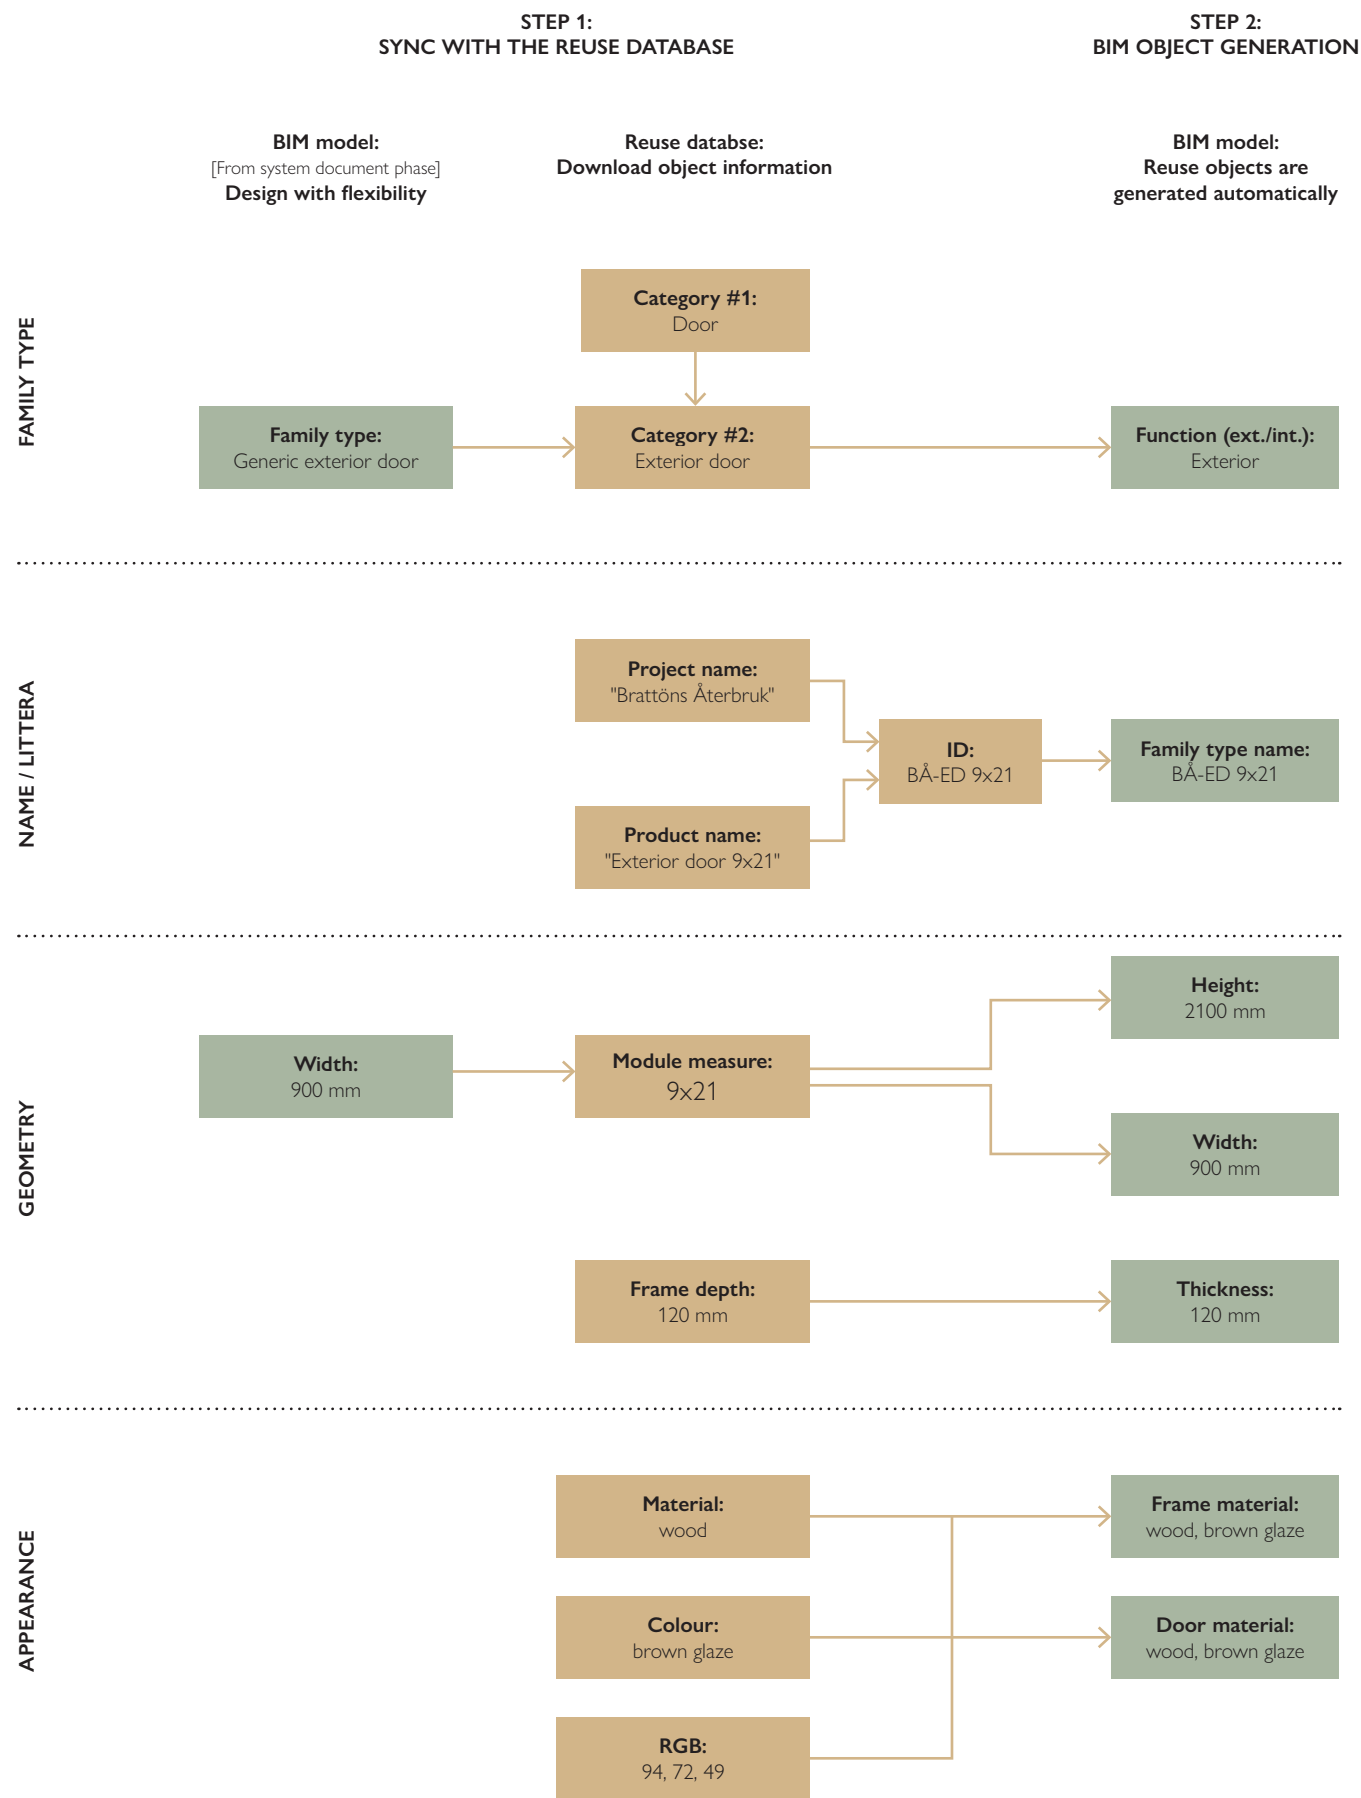 STEP 1:
SYNC WITH THE REUSE DATABASE
STEP 2:
BIM OBJECT GENERATION
BIM model:
[From system document phase]
Design with flexibility
Reuse databse:
Download object information
BIM model:
Reuse objects are
generated automatically
FAMILY TYPE
Category #1:
Door
Family type:
Generic exterior door
Category #2:
Exterior door
Function (ext./int.):
Exterior
NAME / LITTERA
Project name:
"Brattöns Återbruk"
ID:
BÅ-ED 9x21
Family type name:
BÅ-ED 9x21
Product name:
"Exterior door 9x21"
GEOMETRY
Height:
2100 mm
Width:
900 mm
Module measure:
9x21
Width:
900 mm
Frame depth:
120 mm
Thickness:
120 mm
APPEARANCE
Material:
wood
Frame material:
wood, brown glaze
Colour:
brown glaze
Door material:
wood, brown glaze
RGB:
94, 72, 49